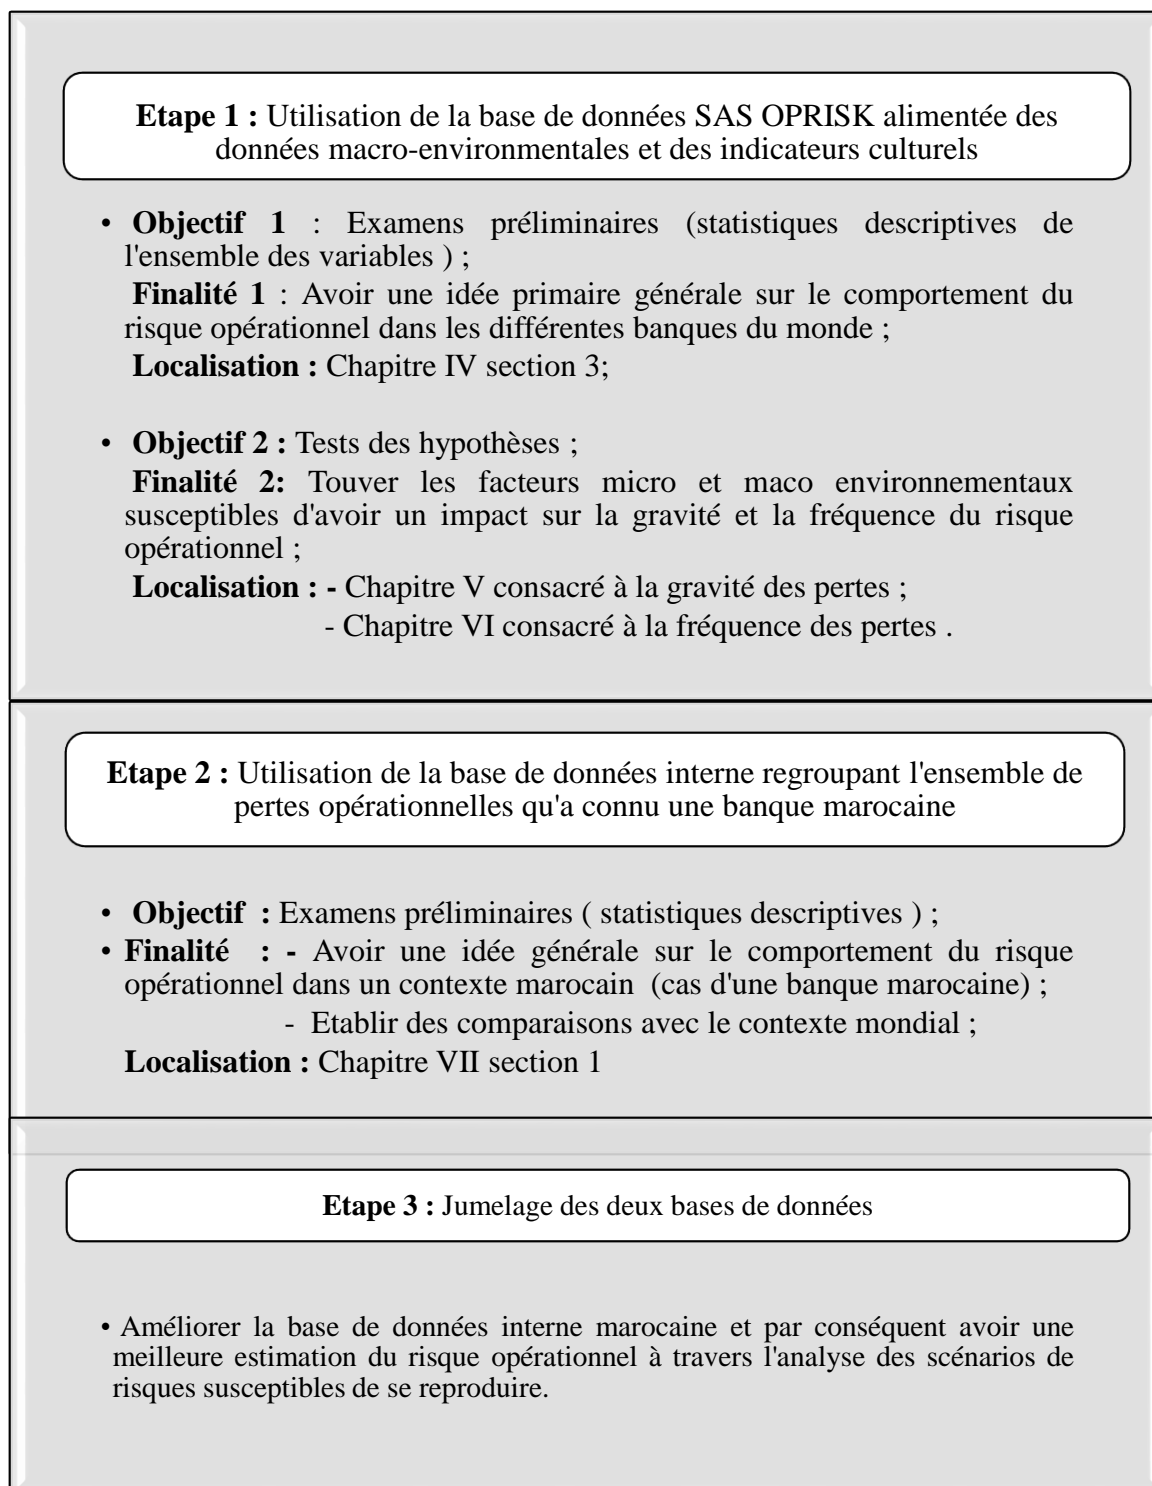 Etape 1 : Utilisation de la base de données SAS OPRISK alimentée des
données macro-environmentales et des indicateurs culturels
• Objectif 1 : Examens préliminaires (statistiques descriptives de
l'ensemble des variables ) ;
Finalité 1 : Avoir une idée primaire générale sur le comportement du
risque opérationnel dans les différentes banques du monde ;
Localisation : Chapitre IV section 3;
• Objectif 2 : Tests des hypothèses ;
Finalité 2: Touver les facteurs micro et maco environnementaux
susceptibles d'avoir un impact sur la gravité et la fréquence du risque
opérationnel ;
Localisation : - Chapitre V consacré à la gravité des pertes ;
- Chapitre VI consacré à la fréquence des pertes .
Etape 2 : Utilisation de la base de données interne regroupant l'ensemble de
pertes opérationnelles qu'a connu une banque marocaine
• Objectif : Examens préliminaires ( statistiques descriptives ) ;
• Finalité : - Avoir une idée générale sur le comportement du risque
opérationnel dans un contexte marocain (cas d'une banque marocaine) ;
- Etablir des comparaisons avec le contexte mondial ;
Localisation : Chapitre VII section 1
Etape 3 : Jumelage des deux bases de données
• Améliorer la base de données interne marocaine et par conséquent avoir une
meilleure estimation du risque opérationnel à travers l'analyse des scénarios de
risques susceptibles de se reproduire.